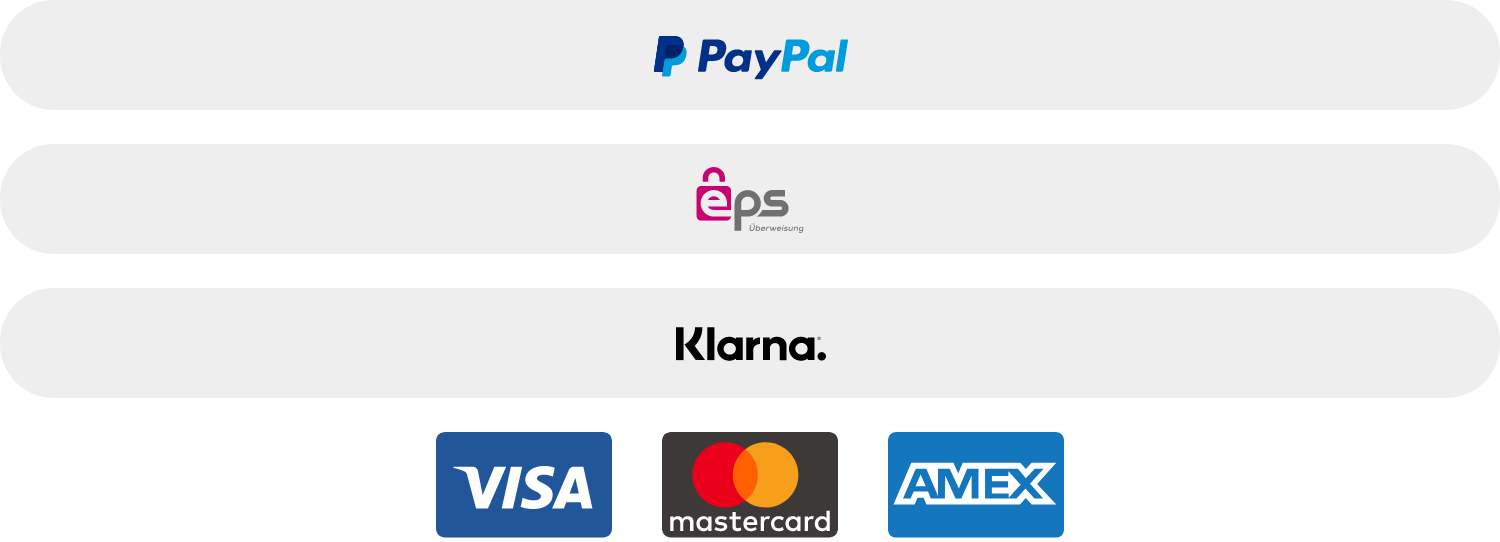 PayPal
eps
Überweisung
Klarna.
VISA
mastercard
AMEX